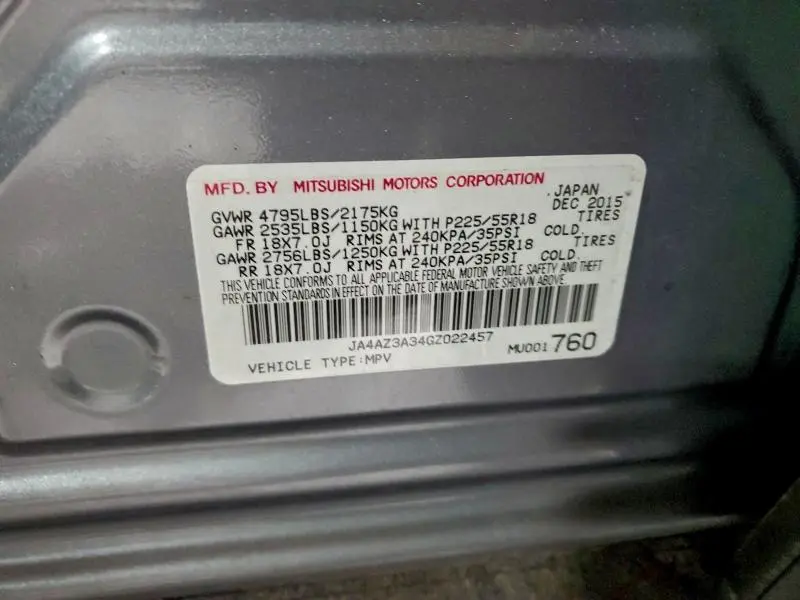 MFD. BY MITSUBISHI MOTORS CORPORATION
JAPAN
GVWR 4795LBS/2175KG DEC 2015
GAWR 2535LBS/1150KG WITH P225/55R18 TIRES
FR 18X7.0J RIMS AT 240KPA/35PSI COLD.
GAWR 2756LBS/1250KG WITH P225/55R18 TIRES
RR 18X7.0J RIMS AT 240KPA/35PSI COLD.
THIS VEHICLE CONFORMS TO ALL APPLICABLE FEDERAL MOTOR VEHICLE SAFETY AND THEFT
PREVENTION STANDARDS IN EFFECT ON THE DATE OF MANUFACTURE SHOWN ABOVE.
JA4AZ3A34GZ022457
VEHICLE TYPE:MPV MU001 760